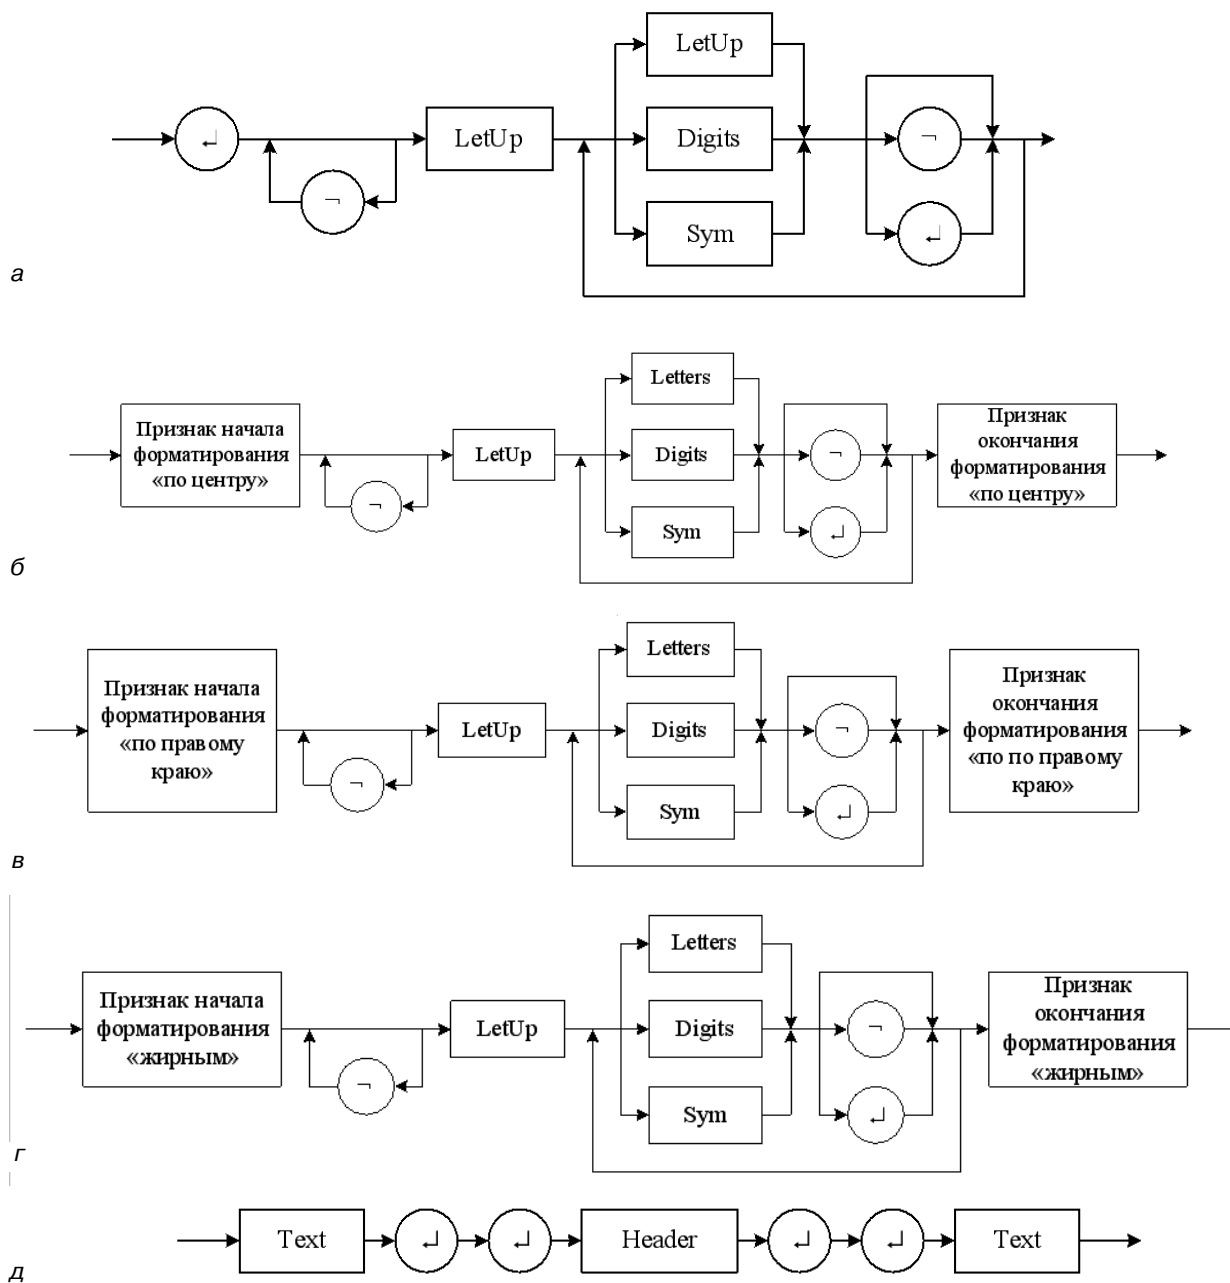 LetUp
↵
LetUp
Digits
¬
¬
Sym
↵
а
Letters
Признак начала
форматирования
«по центру»
LetUp
Digits
¬
Признак
окончания
форматирования
«по центру»
¬
Sym
↵
б
Letters
Признак начала
форматирования
«по правому
краю»
LetUp
Digits
¬
Признак
окончания
форматирования
«по по правому
краю»
¬
Sym
↵
в
Letters
Признак начала
форматирования
«жирным»
LetUp
Digits
¬
Признак
окончания
форматирования
«жирным»
¬
Sym
↵
г
Text ↵ ↵ Header ↵ ↵ Text
д